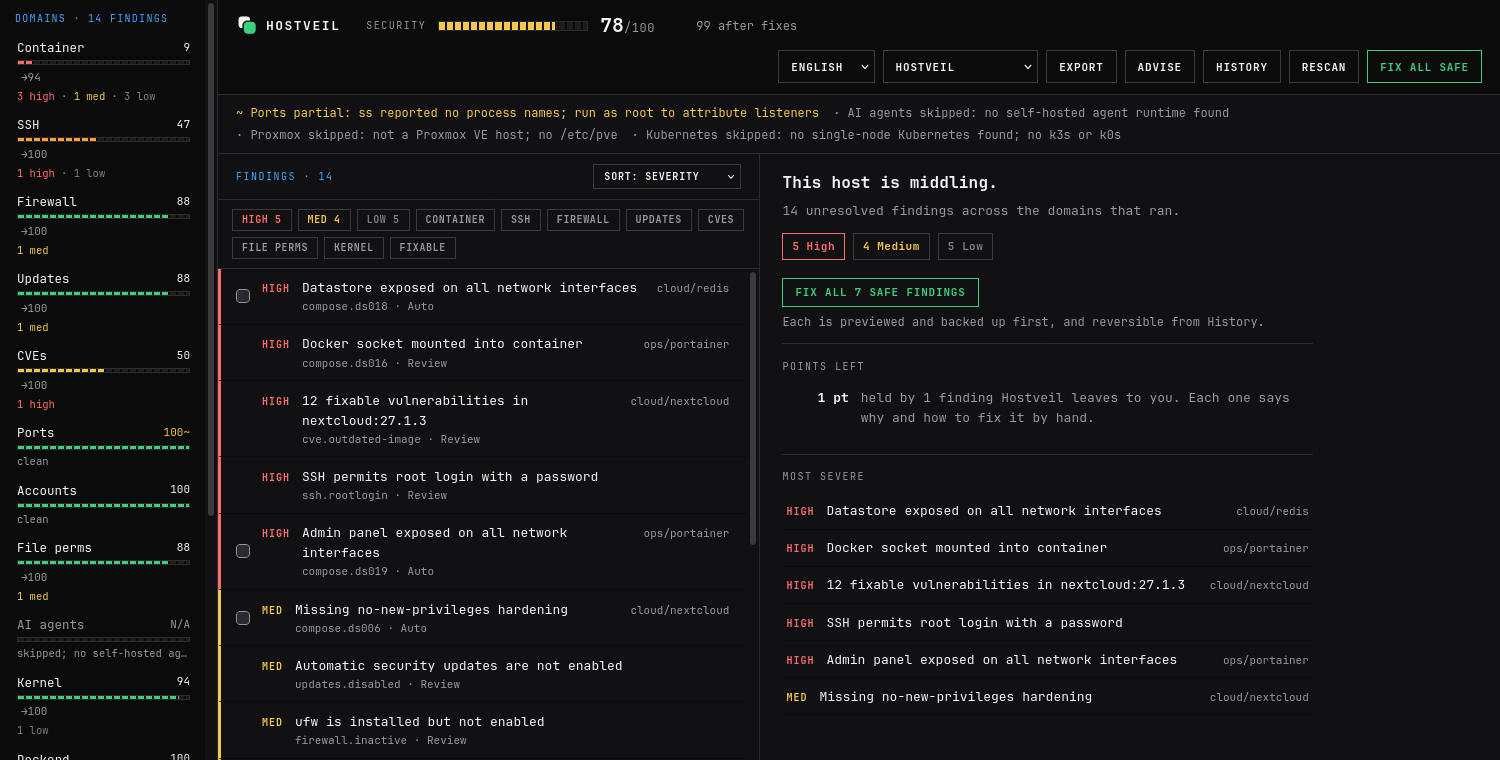 DOMAINS · 14 FINDINGS
Container 9
→94
3 high · 1 med · 3 low
SSH 47
→100
1 high · 1 low
Firewall 88
→100
1 med
Updates 88
→100
1 med
CVEs 50
→100
1 high
Ports 100~
clean
Accounts 100
clean
File perms 88
→100
1 med
AI agents N/A
skipped; no self-hosted ag…
Kernel 94
→100
1 low
HOSTVEIL SECURITY 78/100 99 after fixes
ENGLISH HOSTVEIL EXPORT ADVISE HISTORY RESCAN FIX ALL SAFE
~ Ports partial: ss reported no process names; run as root to attribute listeners · AI agents skipped: no self-hosted agent runtime found
· Proxmox skipped: not a Proxmox VE host; no /etc/pve · Kubernetes skipped: no single-node Kubernetes found; no k3s or k0s
FINDINGS · 14 SORT: SEVERITY
HIGH 5 MED 4 LOW 5 CONTAINER SSH FIREWALL UPDATES CVES
FILE PERMS KERNEL FIXABLE
HIGH Datastore exposed on all network interfaces cloud/redis
compose.ds018 · Auto
HIGH Docker socket mounted into container ops/portainer
compose.ds016 · Review
HIGH 12 fixable vulnerabilities in cloud/nextcloud
nextcloud:27.1.3
cve.outdated-image · Review
HIGH SSH permits root login with a password
ssh.rootlogin · Review
HIGH Admin panel exposed on all network ops/portainer
interfaces
compose.ds019 · Auto
MED Missing no-new-privileges hardening cloud/nextcloud
compose.ds006 · Auto
MED Automatic security updates are not enabled
updates.disabled · Review
MED ufw is installed but not enabled
firewall.inactive · Review
This host is middling.
14 unresolved findings across the domains that ran.
5 High 4 Medium 5 Low
FIX ALL 7 SAFE FINDINGS
Each is previewed and backed up first, and reversible from History.
POINTS LEFT
1 pt held by 1 finding Hostveil leaves to you. Each one says
why and how to fix it by hand.
MOST SEVERE
HIGH Datastore exposed on all network interfaces cloud/redis
HIGH Docker socket mounted into container ops/portainer
HIGH 12 fixable vulnerabilities in nextcloud:27.1.3 cloud/nextcloud
HIGH SSH permits root login with a password
HIGH Admin panel exposed on all network interfaces ops/portainer
MED Missing no-new-privileges hardening cloud/nextcloud